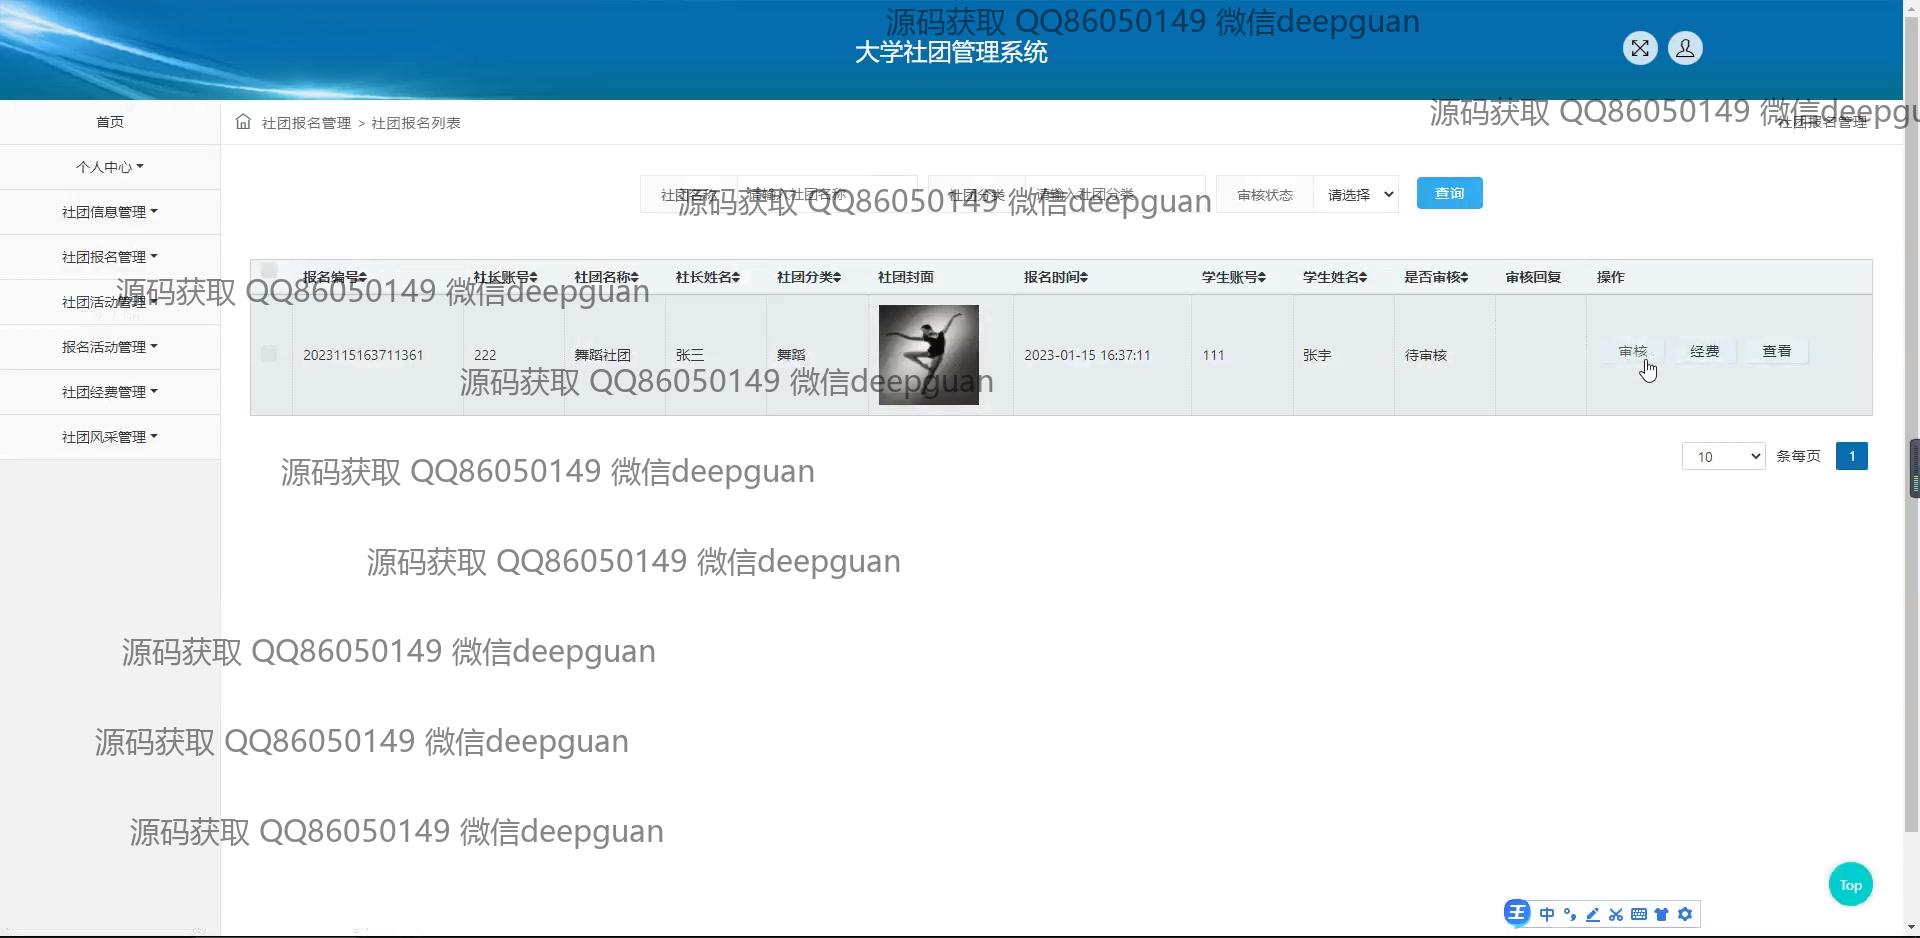 源码获取 QQ86050149 微信deepguan
大学社团管理系统
首页
社团报名管理 > 社团报名列表
源码获取 QQ86050149 微信deepgu
社团报名管理
个人中心
社团名称 请输入社团名称 社团分类 请输入社团分类 审核状态 请选择 查询
源码获取 QQ86050149 微信deepguan
社团信息管理
社团报名管理
报名编号 社长账号 社团名称 社长姓名 社团分类 社团封面 报名时间 学生账号 学生姓名 是否审核 审核回复 操作
源码获取 QQ86050149 微信deepguan
社团活动管理
报名活动管理
2023115163711361 222 舞蹈社团 张三 舞蹈 2023-01-15 16:37:11 111 张宇 待审核 审核 经费 查看
源码获取 QQ86050149 微信deepguan
社团经费管理
社团风采管理
10 条每页 1
源码获取 QQ86050149 微信deepguan
源码获取 QQ86050149 微信deepguan
源码获取 QQ86050149 微信deepguan
源码获取 QQ86050149 微信deepguan
源码获取 QQ86050149 微信deepguan
Top
王 中